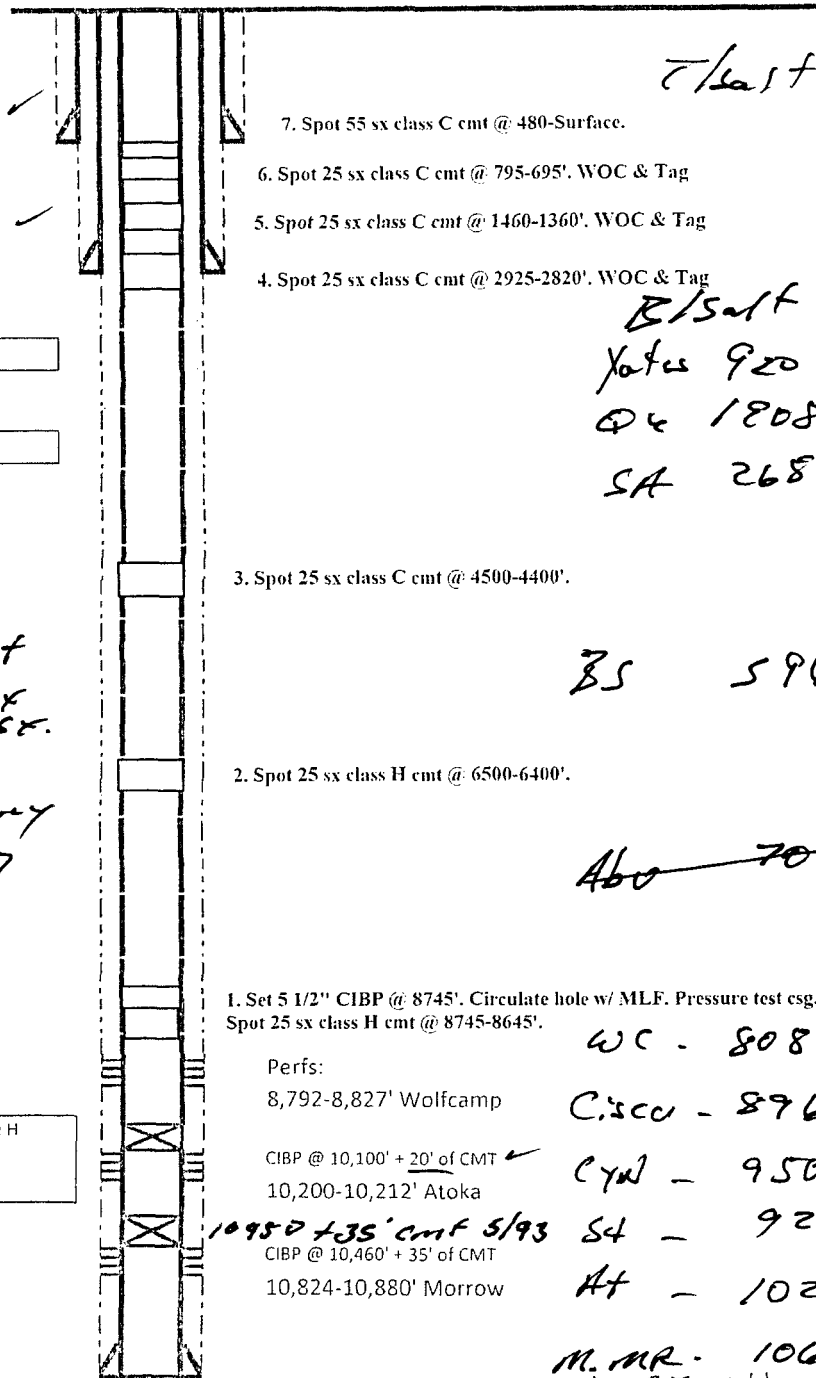 T/salt
7. Spot 55 sx class C cmt @ 480-Surface.
6. Spot 25 sx class C cmt @ 795-695'. WOC & Tag
5. Spot 25 sx class C cmt @ 1460-1360'. WOC & Tag
4. Spot 25 sx class C cmt @ 2925-2820'. WOC & Tag
B/Salt
Yates 920
Qu 1808
SA 268
3. Spot 25 sx class C cmt @ 4500-4400'.
BS 59
sx.
2. Spot 25 sx class H cmt @ 6500-6400'.
Abo 70
1. Set 5 1/2" CIBP @ 8745'. Circulate hole w/ MLF. Pressure test csg.
Spot 25 sx class H cmt @ 8745-8645'.
WC - 808
Perfs:
8,792-8,827' Wolfcamp
Cisco - 896
H
CIBP @ 10,100' + 20' of CMT
Cyn - 950
10,200-10,212' Atoka
10950 +35' cmt 5/93
St - 92
CIBP @ 10,460' + 35' of CMT
10,824-10,880' Morrow
At - 102
M. MR. - 106